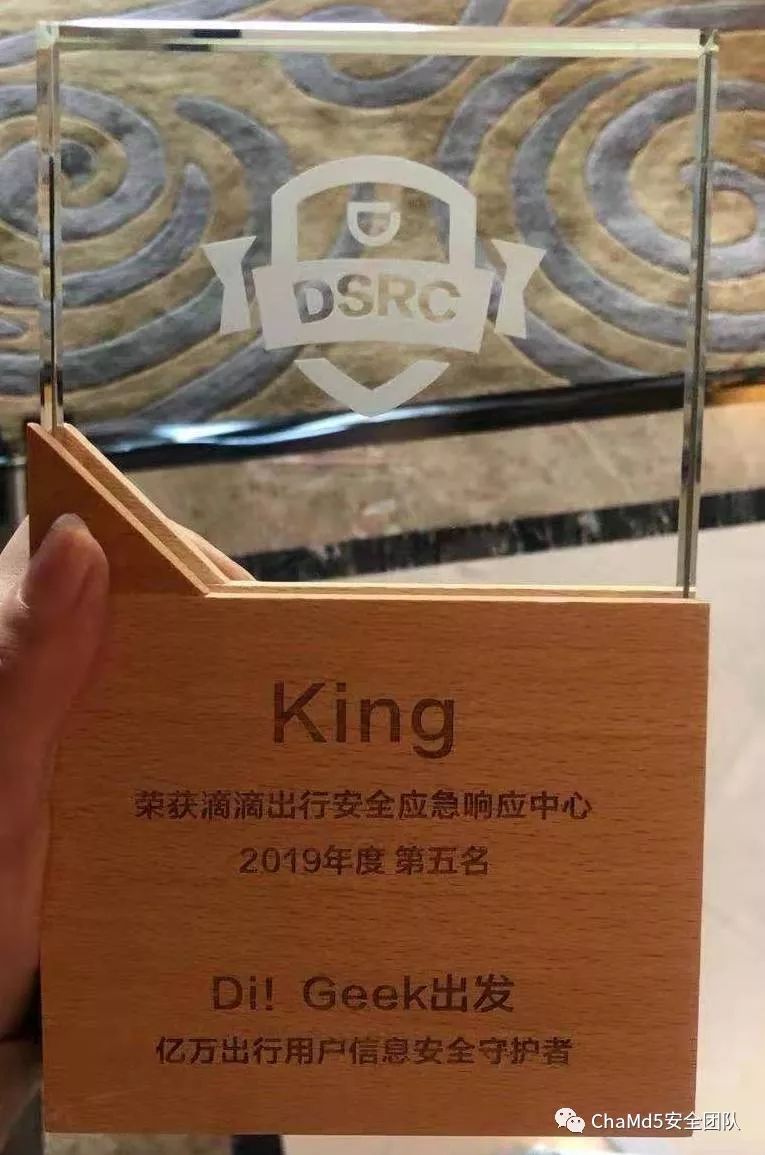 DSRC
King
荣获滴滴出行安全应急响应中心
2019年度 第五名
Di! Geek出发
亿万出行用户信息安全守护者
ChaMd5安全团队